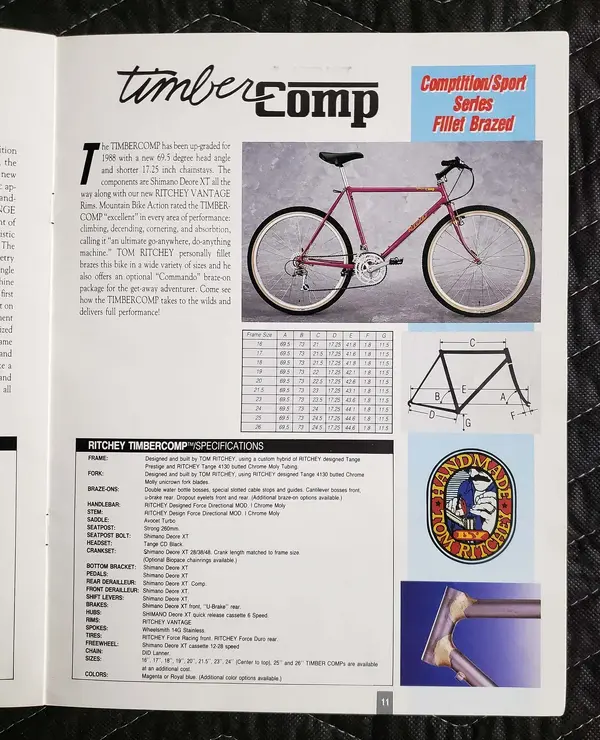 timber Comp
Comptition/Sport
Series
Fillet Brazed
The TIMBERCOMP has been up-graded for
1988 with a new 69.5 degree head angle
and shorter 17.25 inch chainstays. The
components are Shimano Deore XT all the
way along with our new RITCHEY VANTAGE
Rims. Mountain Bike Action rated the TIMBER-
COMP "excellent" in every area of performance:
climbing, decending, cornering, and absorbtion,
calling it "an ultimate go-anywhere, do-anything
machine." TOM RITCHEY personally fillet
brazes this bike in a wide variety of sizes and he
also offers an optional "Commando" braze-on
package for the get-away adventurer. Come see
how the TIMBERCOMP takes to the wilds and
delivers full performance!
Frame Size A B C D E F G
16 69.5 73 21 17.25 41.8 1.8 11.5
17 69.5 73 21.5 17.25 41.8 1.8 11.5
18 69.5 73 21.5 17.25 41.8 1.8 11.5
19 69.5 73 22 17.25 42.1 1.8 11.5
20 69.5 73 22.5 17.25 42.6 1.8 11.5
21.5 69.5 73 23 17.25 43.1 1.8 11.5
23 69.5 73 23.5 17.25 43.6 1.8 11.5
24 69.5 73 24 17.25 44.1 1.8 11.5
25 69.5 73 24.5 17.25 44.6 1.8 11.5
26 69.5 73 24.5 17.25 44.6 1.8 11.5
C
B E A
D F
G
HANDMADE
TOM RITCHEY
RITCHEY TIMBERCOMP™/SPECIFICATIONS
FRAME: Designed and built by TOM RITCHEY, using a custom hybrid of RITCHEY designed Tange
Prestige and RITCHEY Tange 4130 butted Chrome Moly Tubing.
FORK: Designed and built by TOM RITCHEY, using RITCHEY designed Tange 4130 butted Chrome
Molly unicrown fork blades.
BRAZE-ONS: Double water bottle bosses, special slotted cable stops and guides. Cantilever bosses front,
u-brake rear. Dropout eyelets front and rear. (Additional braze-on options available.)
HANDLEBAR: RITCHEY Designed Force Directional MOD. I Chrome Moly
STEM: RITCHEY Design Force Directional MOD. I Chrome Moly
SADDLE: Avocet Turbo
SEATPOST: Strong 260mm.
SEATPOST BOLT: Shimano Deore XT
HEADSET: Tange CD Black
CRANKSET: Shimano Deore XT 28/38/48. Crank length matched to frame size.
(Optional Biopace chainrings available.)
BOTTOM BRACKET: Shimano Deore XT
PEDALS: Shimano Deore XT.
REAR DERAILLEUR: Shimano Deore XT Comp.
FRONT DERAILLEUR: Shimano Deore XT.
SHIFT LEVERS: Shimano Deore XT.
BRAKES: Shimano Deore XT front, "U-Brake" rear.
HUBS: SHIMANO Deore XT quick release cassette 6 Speed.
RIMS: RITCHEY VANTAGE
SPOKES: Wheelsmith 14G Stainless.
TIRES: RITCHEY Force Racing front, RITCHEY Force Duro rear.
FREEWHEEL: Shimano Deore XT cassette 12-28 speed
CHAIN: DID Lanner.
SIZES: 16", 17", 18", 19", 20", 21.5", 23", 24" (Center to top), 25" and 26" TIMBER COMPs are available
at an additional cost.
COLORS: Magenta or Royal blue. (Additional color options available.)
11